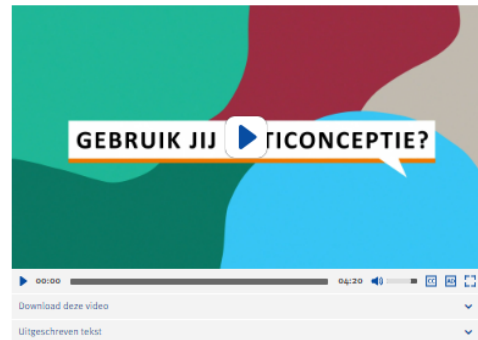 GEBRUIK JIJ TICONCEPTIE?
00:00 04:20 CC AD
Download deze video
Uitgeschreven tekst